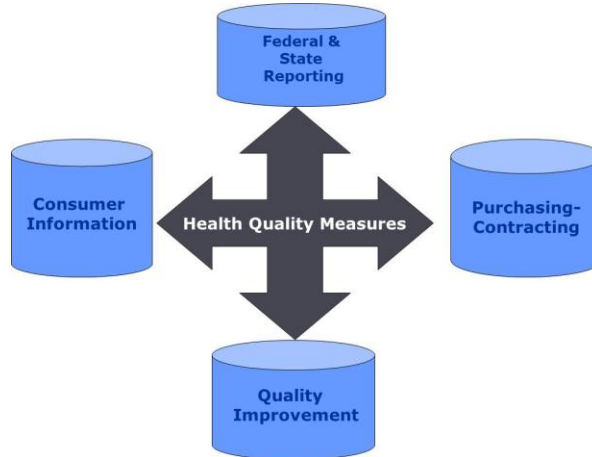 Federal &
State
Reporting
Consumer
Information
Health Quality Measures
Purchasing-
Contracting
Quality
Improvement